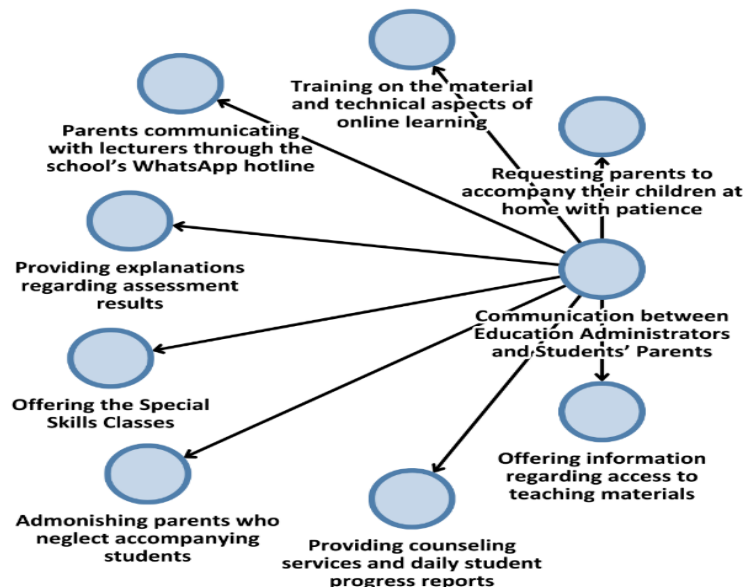 Training on the material
and technical aspects of
online learning
Parents communicating
with lecturers through the
school's WhatsApp hotline
Requesting parents to
accompany their children at
home with patience
Providing explanations
regarding assessment
results
Communication between
Education Administrators
and Students' Parents
Offering the Special
Skills Classes
Offering information
regarding access to
teaching materials
Admonishing parents who
neglect accompanying
students
Providing counseling
services and daily student
progress reports